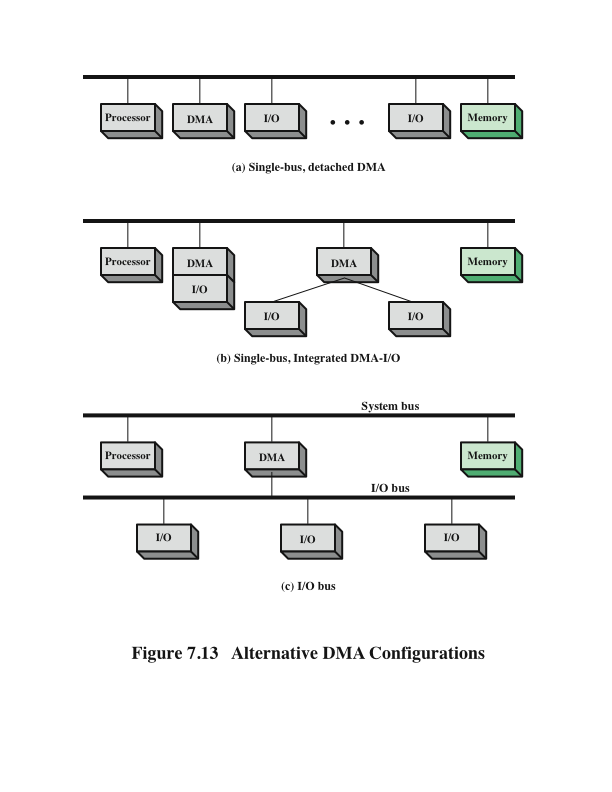 Processor DMA I/O • • • I/O Memory
(a) Single-bus, detached DMA
Processor DMA DMA Memory
I/O
I/O I/O
(b) Single-bus, Integrated DMA-I/O
System bus
Processor DMA Memory
I/O bus
I/O I/O I/O
(c) I/O bus
Figure 7.13 Alternative DMA Configurations